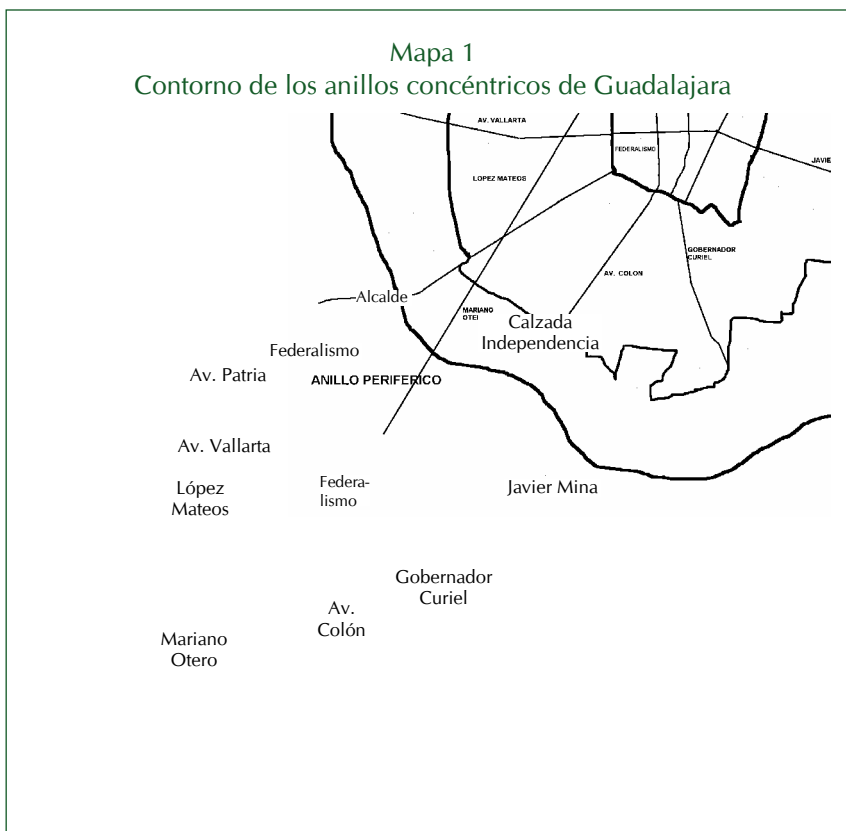 Mapa 1
Contorno de los anillos concéntricos de Guadalajara
AV. VALLARTA
FEDERALISMO
JAVIE
LOPEZ MATEOS
GOBERNADOR
CURIEL
AV. COLON
Alcalde
MARIANO
OTEI
Calzada
Independencia
Federalismo
Av. Patria
ANILLO PERIFERICO
Av. Vallarta
López
Mateos
Federa-
lismo
Javier Mina
Gobernador
Curiel
Av.
Colón
Mariano
Otero